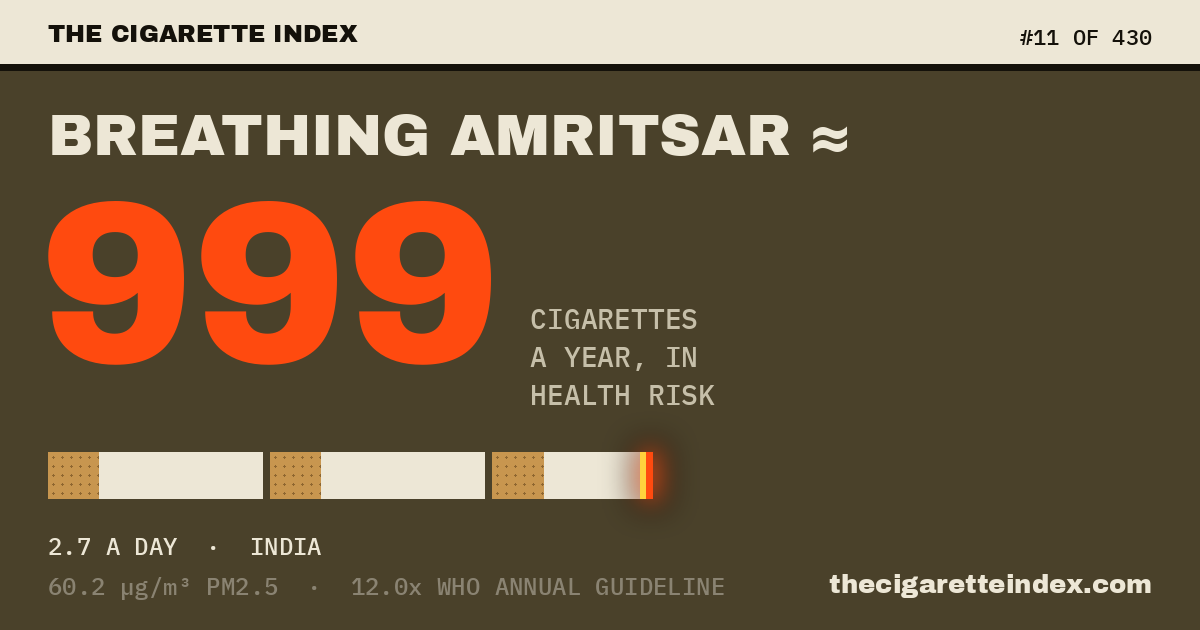 THE CIGARETTE INDEX
#11 OF 430
BREATHING AMRITSAR ≈
999
CIGARETTES
A YEAR, IN
HEALTH RISK
2.7 A DAY · INDIA
60.2 µg/m³ PM2.5 · 12.0x WHO ANNUAL GUIDELINE
thecigaretteindex.com